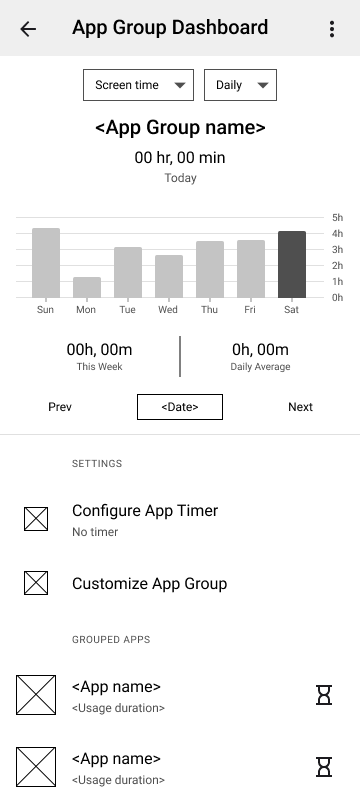 App Group Dashboard
Screen time
Daily
<App Group name>
00 hr, 00 min
Today
5h
4h
3h
2h
1h
0h
Sun Mon Tue Wed Thu Fri Sat
00h, 00m
This Week
0h, 00m
Daily Average
Prev
<Date>
Next
SETTINGS
Configure App Timer
No timer
Customize App Group
GROUPED APPS
<App name>
<Usage duration>
<App name>
<Usage duration>